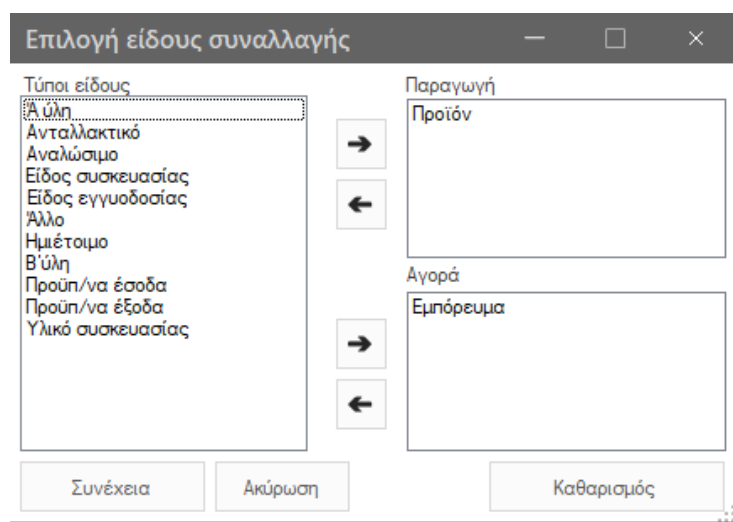 Επιλογή είδους συναλλαγής
Τύποι είδους
Ά ύλη
Ανταλλακτικό
Αναλώσιμο
Είδος συσκευασίας
Είδος εγγυοδοσίας
Άλλο
Ημιέτοιμο
Β΄ύλη
Προϋπ/να έσοδα
Προϋπ/να έξοδα
Υλικό συσκευασίας
Παραγωγή
Προϊόν
Αγορά
Εμπόρευμα
Συνέχεια
Ακύρωση
Καθαρισμός